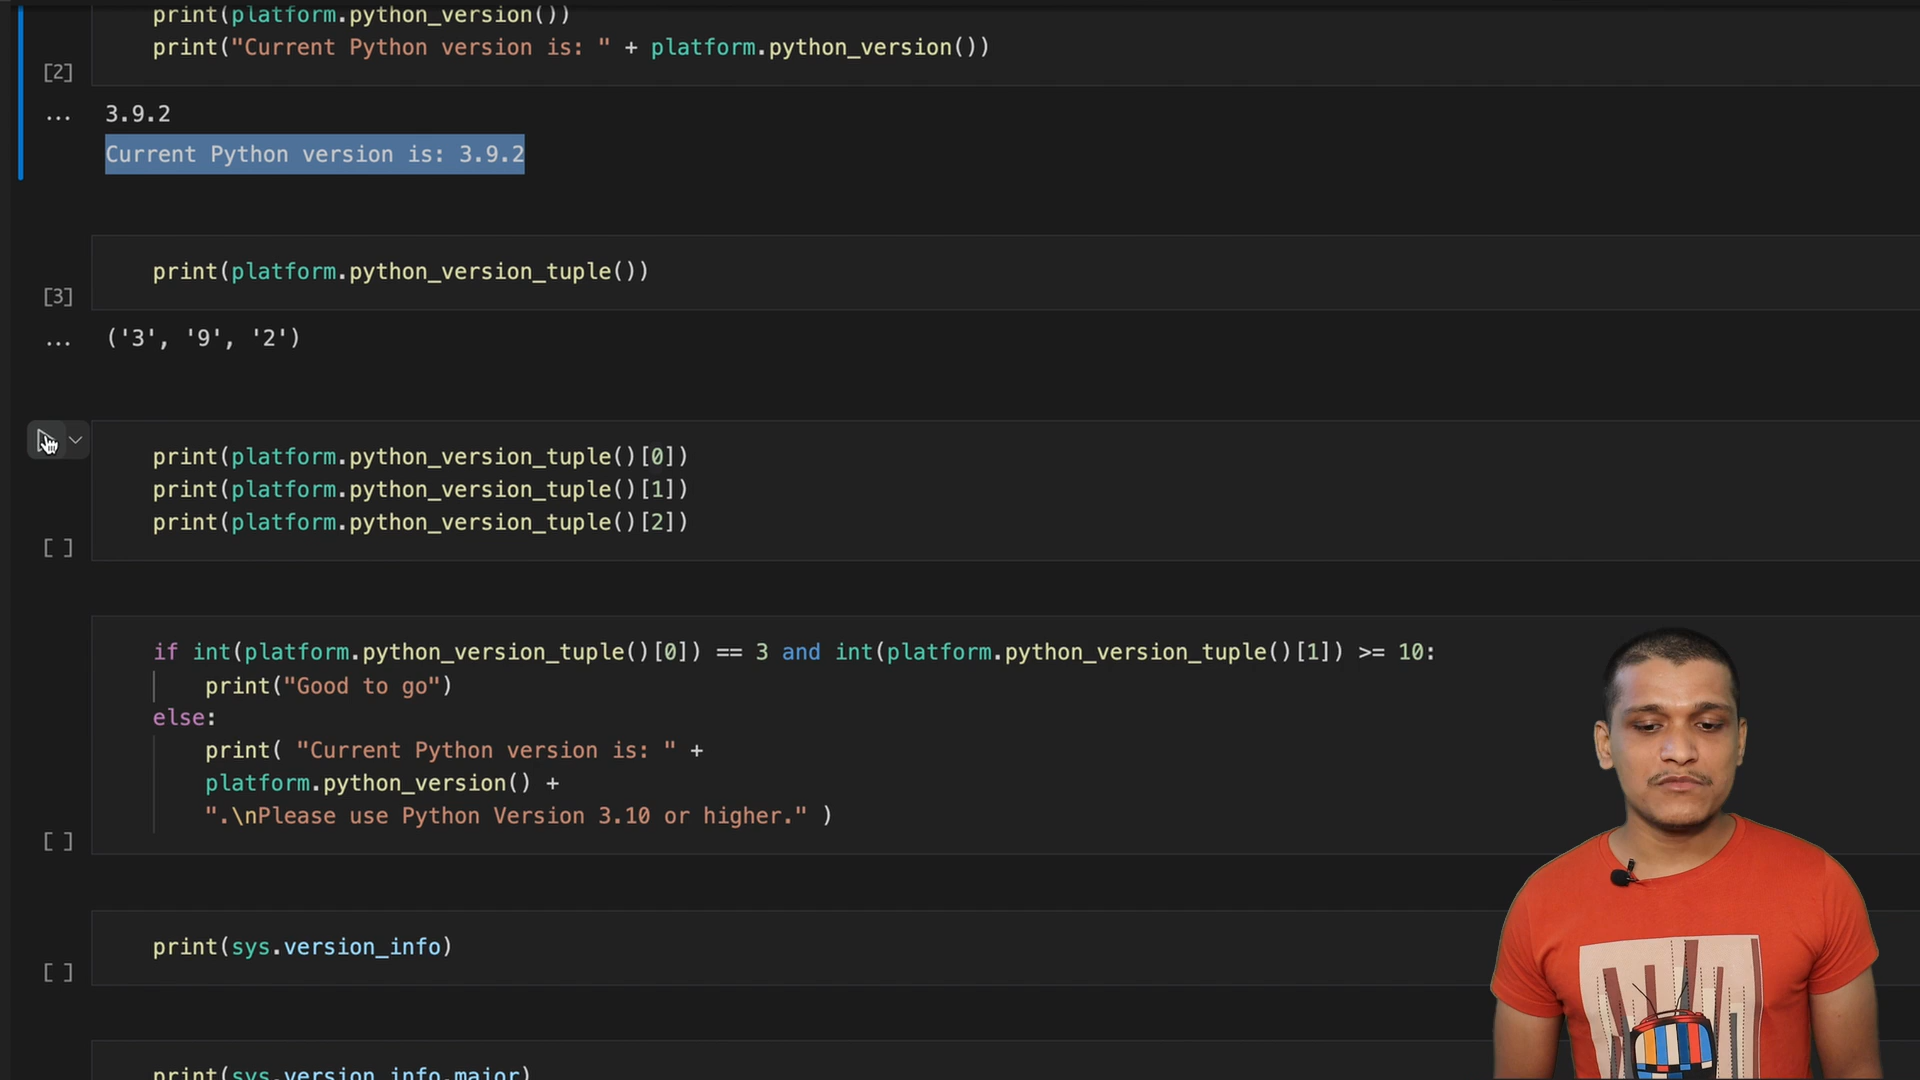 print(platform.python_version())
print("Current Python version is: " + platform.python_version())
[2]
... 3.9.2
Current Python version is: 3.9.2
print(platform.python_version_tuple())
[3]
... ('3', '9', '2')
print(platform.python_version_tuple()[0])
print(platform.python_version_tuple()[1])
print(platform.python_version_tuple()[2])
[ ]
if int(platform.python_version_tuple()[0]) == 3 and int(platform.python_version_tuple()[1]) >= 10:
print("Good to go")
else:
print( "Current Python version is: " +
platform.python_version() +
".\nPlease use Python Version 3.10 or higher." )
[ ]
print(sys.version_info)
[ ]
print(sys.version_info.major)